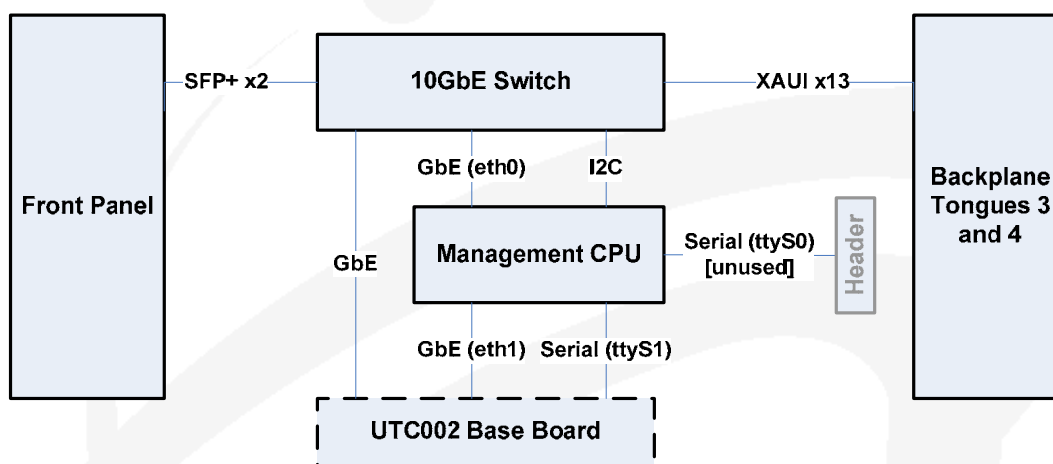 SFP+ x2
10GbE Switch
XAUI x13
GbE (eth0)
I2C
Front Panel
Backplane
Tongues 3
and 4
Management CPU
Serial (ttyS0)
[unused]
Header
GbE
GbE (eth1)
Serial (ttyS1)
UTC002 Base Board